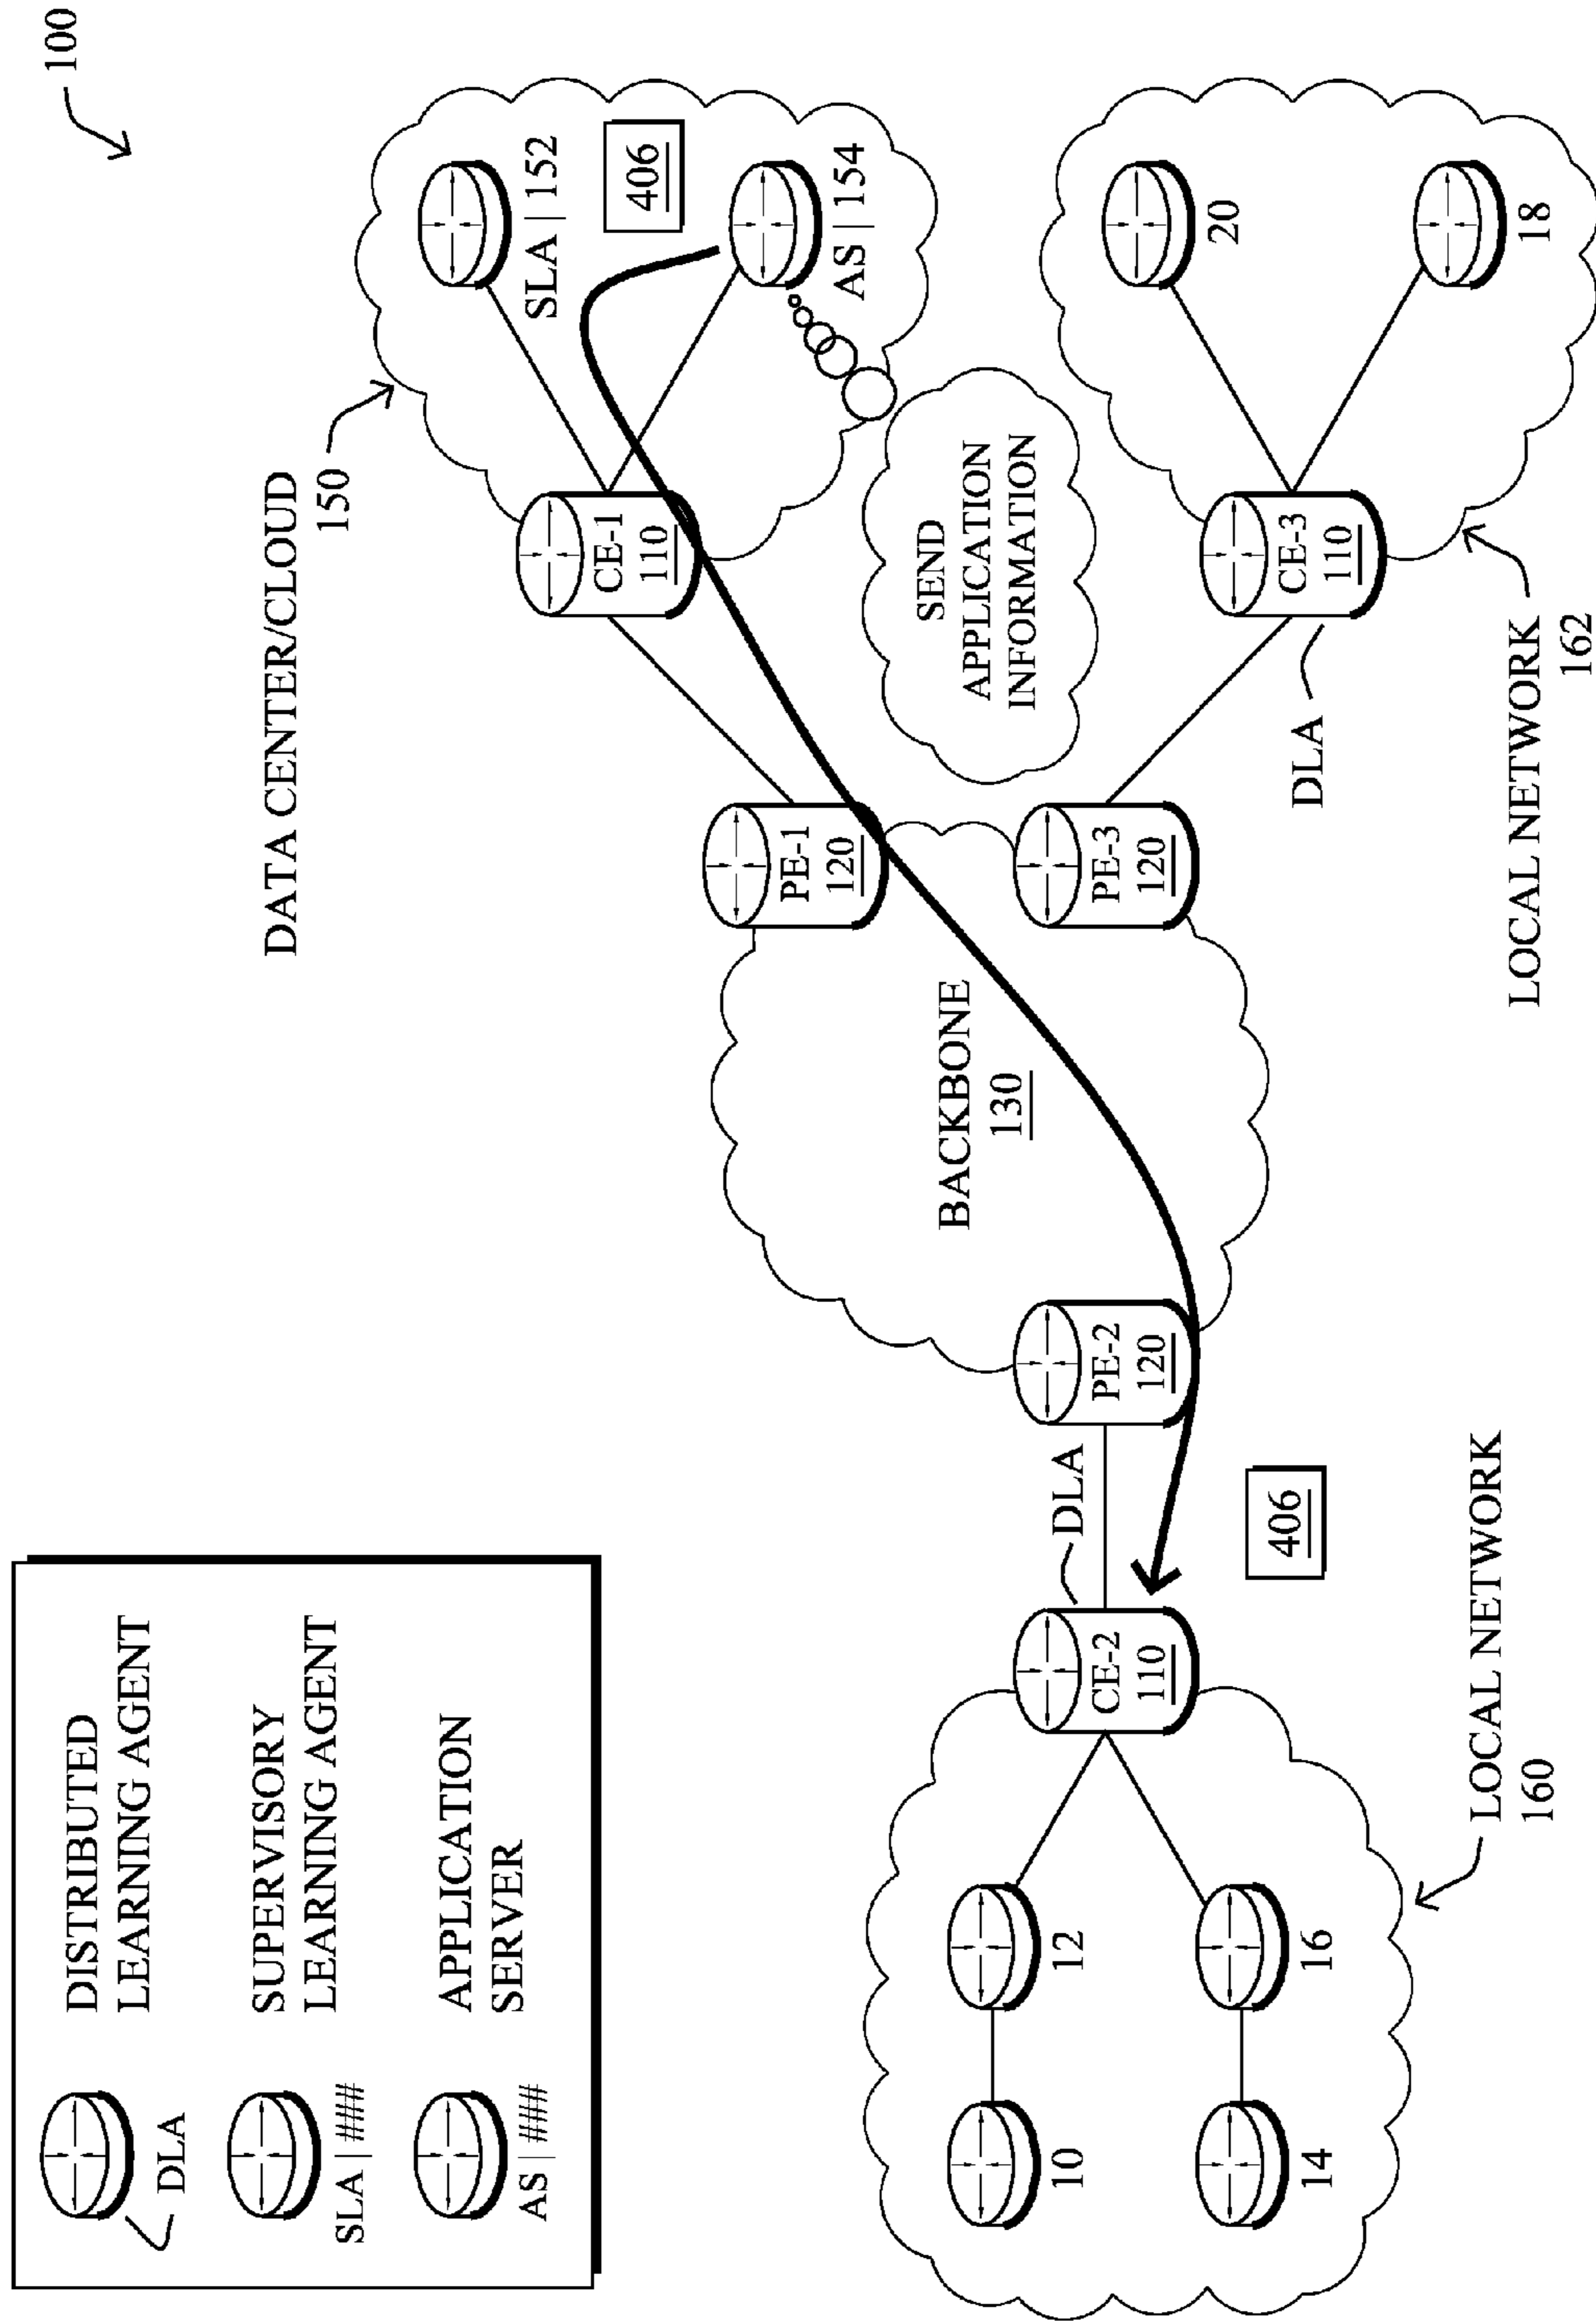 100
DISTRIBUTED
LEARNING AGENT
DLA
SUPERVISORY
LEARNING AGENT
SLA | ###
APPLICATION
SERVER
AS | ###
DATA CENTER/CLOUD
150
SLA | 152
406
AS | 154
CE-1
110
PE-1
120
SEND
APPLICATION
INFORMATION
BACKBONE
130
PE-2
120
PE-3
120
DLA
CE-2
110
406
10
12
14
16
LOCAL NETWORK
160
DLA
CE-3
110
20
18
LOCAL NETWORK
162